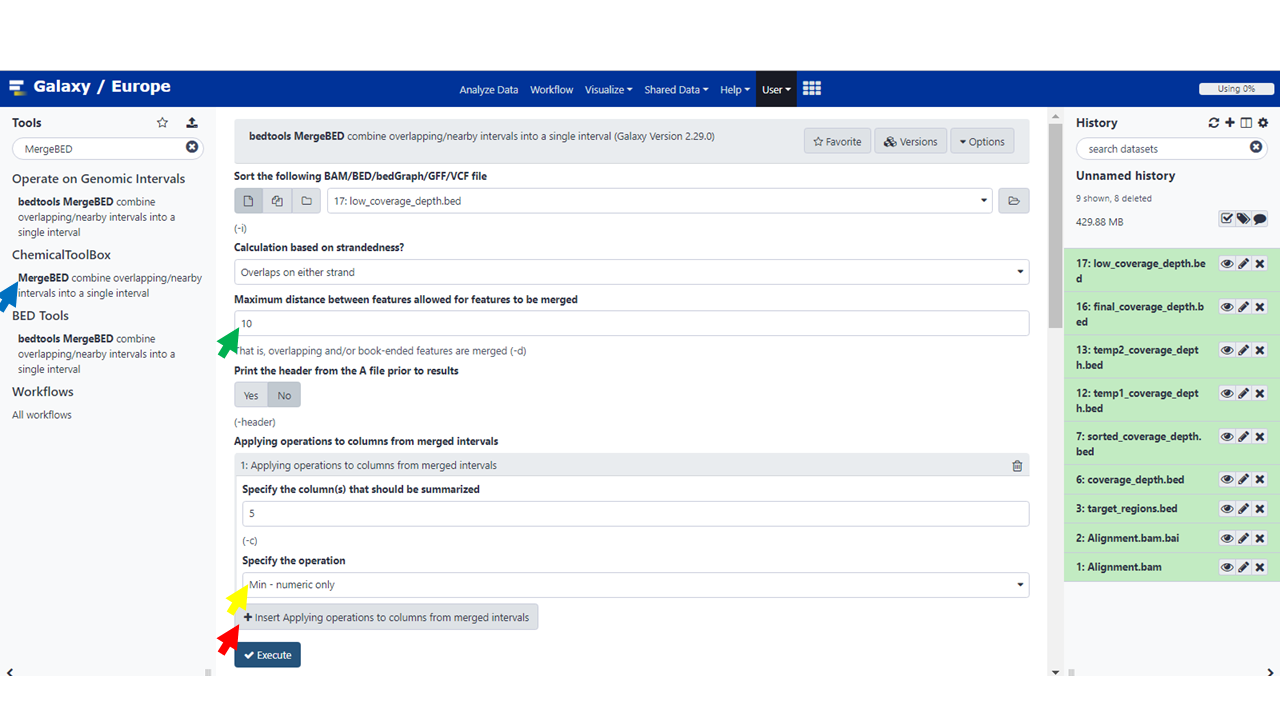 Galaxy / Europe
Analyze Data Workflow Visualize Shared Data Help User
Using 0%
Tools
MergeBED
Operate on Genomic Intervals
bedtools MergeBED combine
overlapping/nearby intervals into a
single interval
ChemicalToolBox
MergeBED combine overlapping/nearby
intervals into a single interval
BED Tools
bedtools MergeBED combine
overlapping/nearby intervals into a
single interval
Workflows
All workflows
bedtools MergeBED combine overlapping/nearby intervals into a single interval (Galaxy Version 2.29.0)
Favorite
Versions
Options
Sort the following BAM/BED/bedGraph/GFF/VCF file
17: low_coverage_depth.bed
(-i)
Calculation based on strandedness?
Overlaps on either strand
Maximum distance between features allowed for features to be merged
10
That is, overlapping and/or book-ended features are merged (-d)
Print the header from the A file prior to results
Yes No
(-header)
Applying operations to columns from merged intervals
1: Applying operations to columns from merged intervals
Specify the column(s) that should be summarized
5
(-c)
Specify the operation
Min - numeric only
Insert Applying operations to columns from merged intervals
Execute
History
search datasets
Unnamed history
9 shown, 8 deleted
429.88 MB
17: low_coverage_depth.be
d
16: final_coverage_depth.b
ed
13: temp2_coverage_dept
h.bed
12: temp1_coverage_dept
h.bed
7: sorted_coverage_depth.
bed
6: coverage_depth.bed
3: target_regions.bed
2: Alignment.bam.bai
1: Alignment.bam